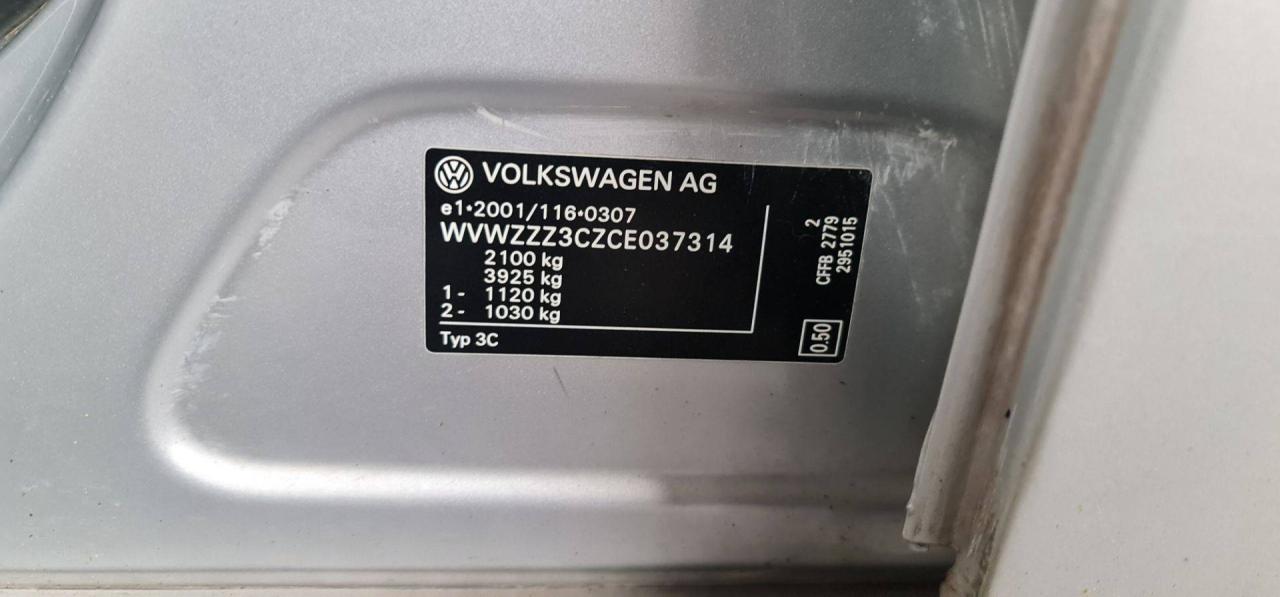 VOLKSWAGEN AG
e1*2001/116*0307
WVWZZZ3CZCE037314
2100 kg
3925 kg
1- 1120 kg
2- 1030 kg
Typ 3C
2
CFFB 2779
2951015
0.50